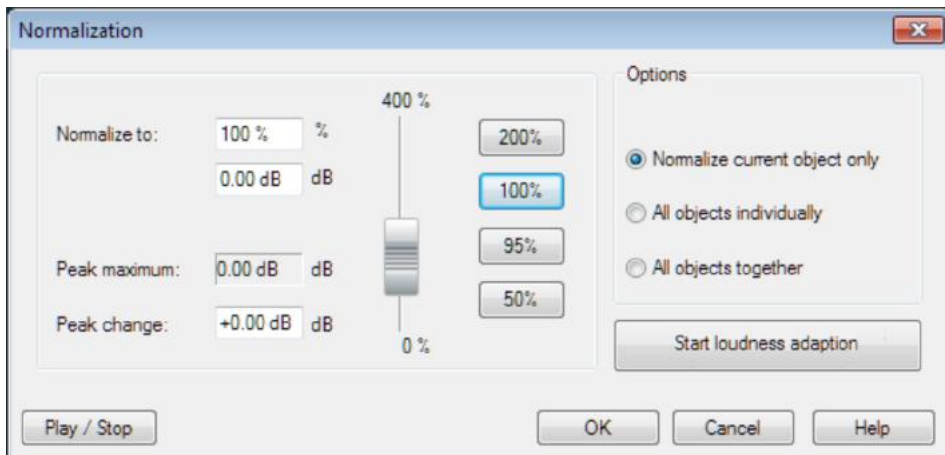 Normalization
Normalize to:
100 %
%
0.00 dB
dB
Peak maximum:
0.00 dB
dB
Peak change:
+0.00 dB
dB
400 %
0 %
200%
100%
95%
50%
Options
Normalize current object only
All objects individually
All objects together
Start loudness adaption
Play / Stop
OK
Cancel
Help